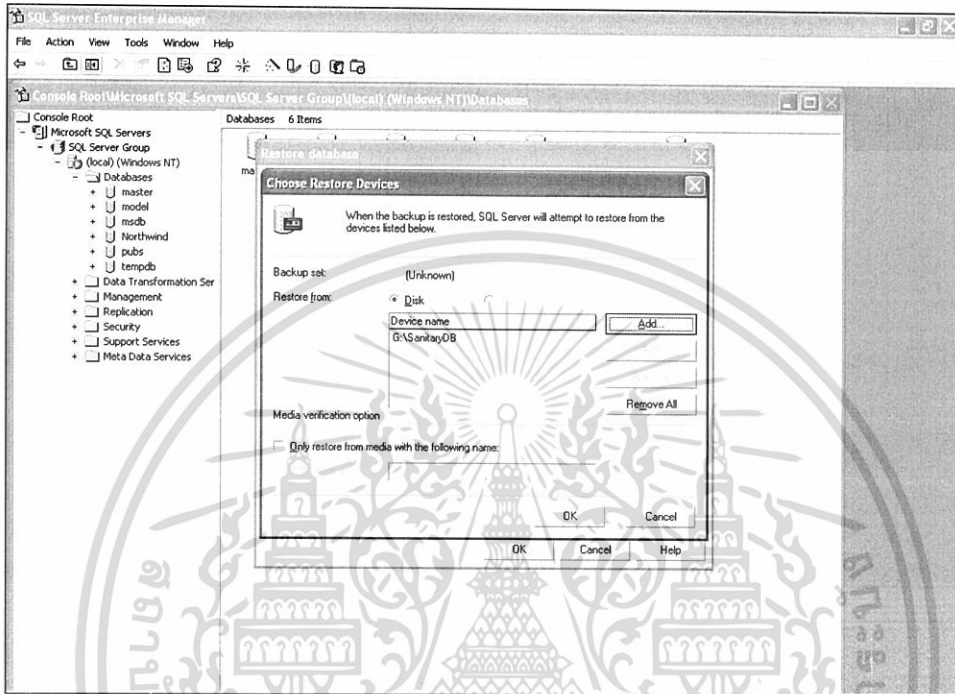 SQL Server Enterprise Manager
File Action View Tools Window Help
Console Root\Microsoft SQL Servers\SQL Server Group\(local) (Windows NT)\Databases
Console Root
Microsoft SQL Servers
SQL Server Group
(local) (Windows NT)
Databases
master
model
msdb
Northwind
pubs
tempdb
Data Transformation Ser
Management
Replication
Security
Support Services
Meta Data Services
Databases 6 Items
ma
Restore database
Choose Restore Devices
When the backup is restored, SQL Server will attempt to restore from the
devices listed below.
Backup set: (Unknown)
Restore from: Disk
Device name
Add...
G:\SanitaryDB
Remove All
Media verification option
Only restore from media with the following name:
OK Cancel
OK Cancel Help